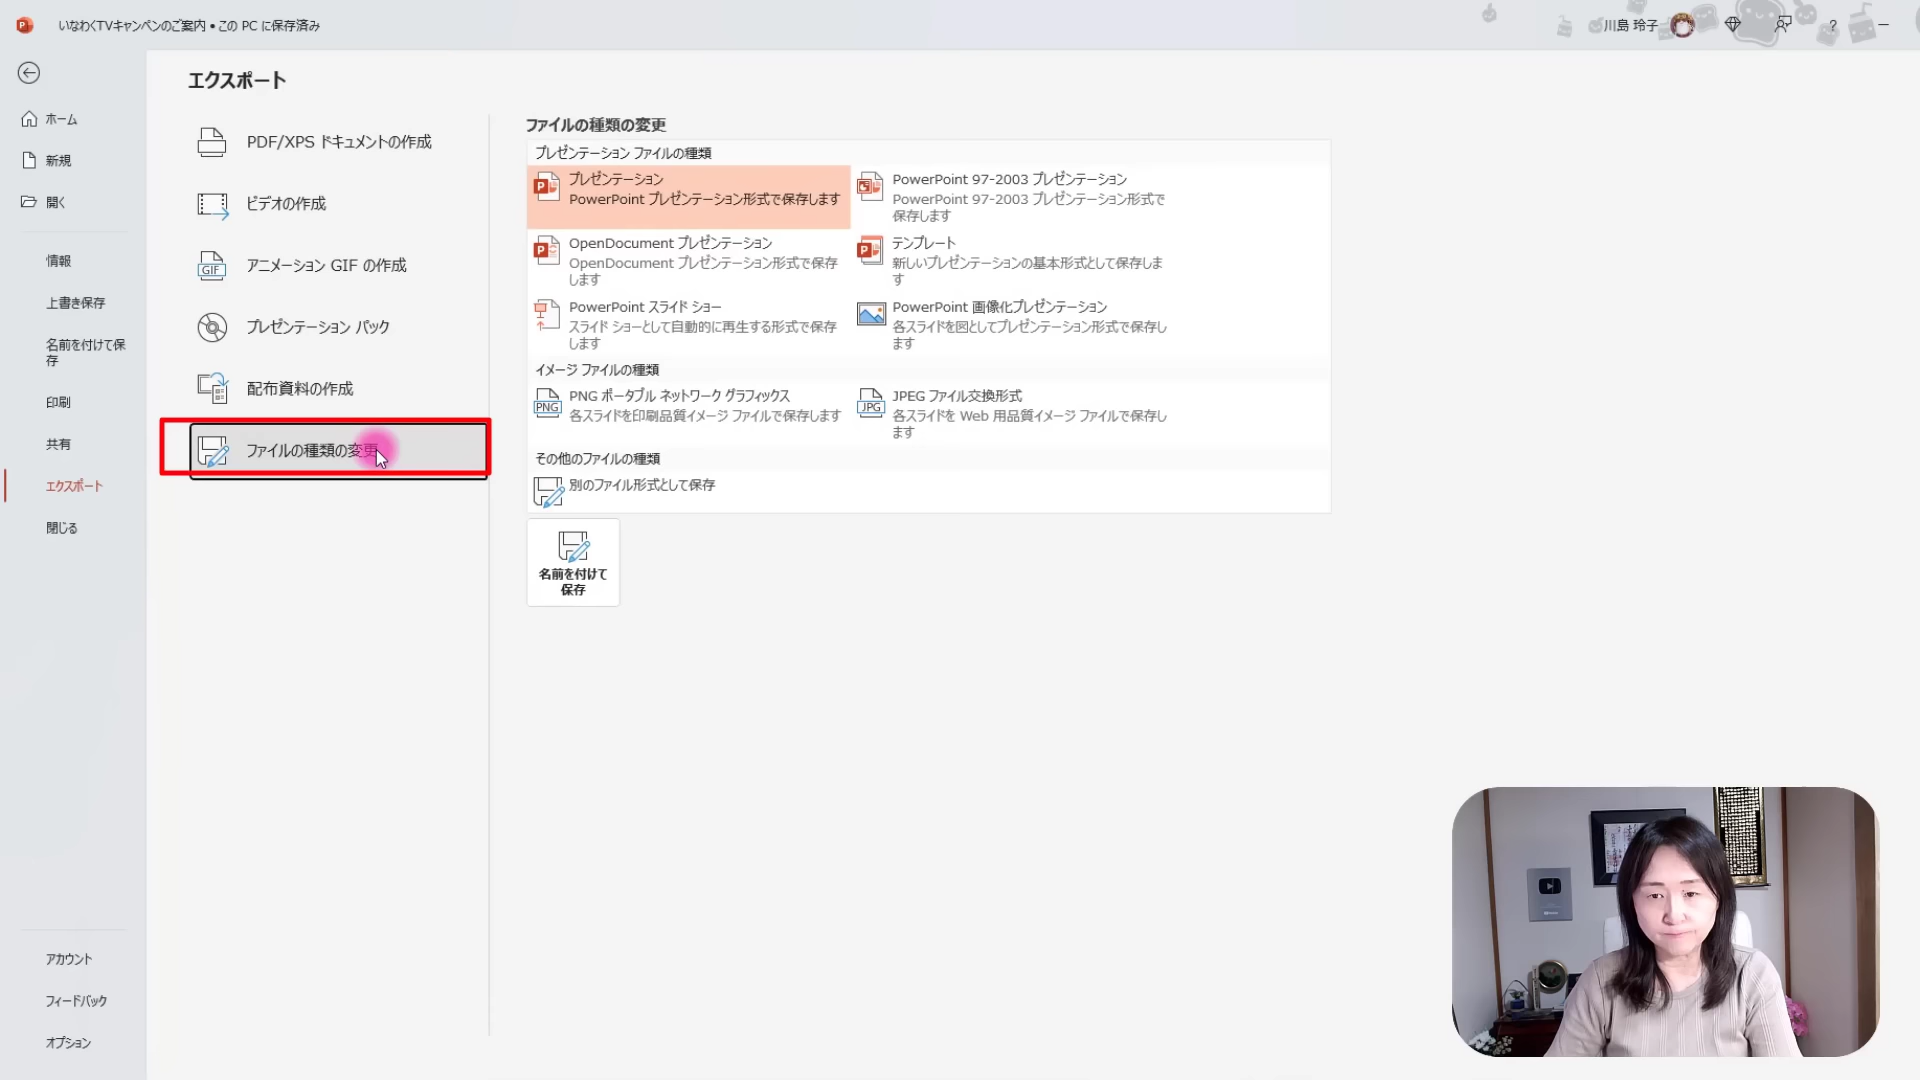 いなわくTVキャンペンのご案内 • この PC に保存済み
川島 玲子
?
エクスポート
ホーム
新規
開く
情報
上書き保存
名前を付けて保
存
印刷
共有
エクスポート
閉じる
アカウント
フィードバック
オプション
PDF/XPS ドキュメントの作成
ビデオの作成
GIF
アニメーション GIF の作成
プレゼンテーション パック
配布資料の作成
ファイルの種類の変更
ファイルの種類の変更
プレゼンテーション ファイルの種類
プレゼンテーション
PowerPoint プレゼンテーション形式で保存します
PowerPoint 97-2003 プレゼンテーション
PowerPoint 97-2003 プレゼンテーション形式で
保存します
OpenDocument プレゼンテーション
OpenDocument プレゼンテーション形式で保存
します
テンプレート
新しいプレゼンテーションの基本形式として保存しま
す
PowerPoint スライド ショー
スライド ショーとして自動的に再生する形式で保存
します
PowerPoint 画像化プレゼンテーション
各スライドを図としてプレゼンテーション形式で保存し
ます
イメージ ファイルの種類
PNG
PNG ポータブル ネットワーク グラフィックス
各スライドを印刷品質イメージ ファイルで保存します
JPG
JPEG ファイル交換形式
各スライドを Web 用品質イメージ ファイルで保存し
ます
その他のファイルの種類
別のファイル形式として保存
名前を付けて
保存